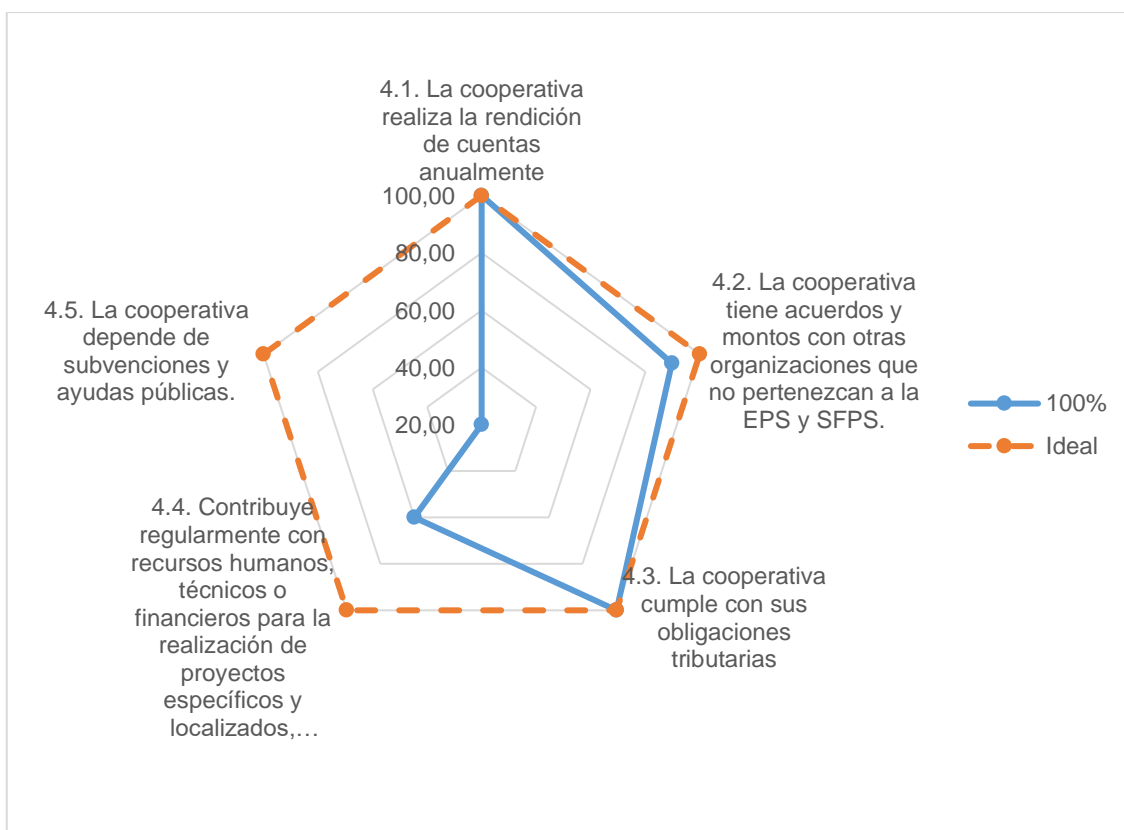 4.1. La cooperativa
realiza la rendición
de cuentas
anualmente
100,00
80,00
60,00
40,00
20,00
4.2. La cooperativa
tiene acuerdos y
montos con otras
organizaciones que
no pertenezcan a la
EPS y SFPS.
4.3. La cooperativa
cumple con sus
obligaciones
tributarias
4.4. Contribuye
regularmente con
recursos humanos,
técnicos o
financieros para la
realización de
proyectos
específicos y
localizados,…
4.5. La cooperativa
depende de
subvenciones y
ayudas públicas.
100%
Ideal